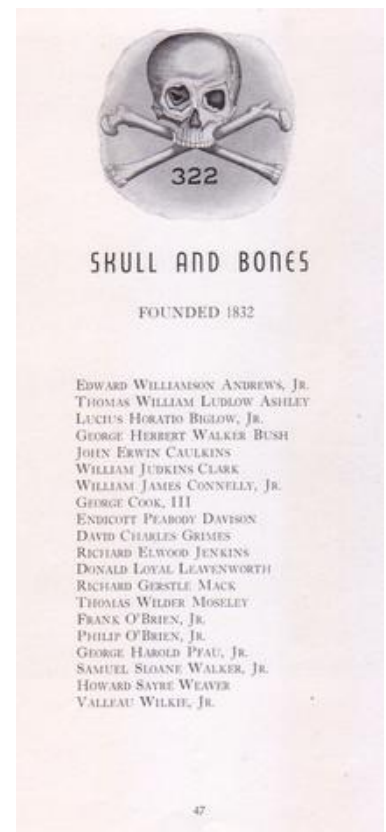 322
SKULL AND BONES
FOUNDED 1832
EDWARD WILLIAMSON ANDREWS, JR.
THOMAS WILLIAM LUDLOW ASHLEY
LUCIUS HORATIO BIGLOW, JR.
GEORGE HERBERT WALKER BUSH
JOHN ERWIN CAULKINS
WILLIAM JUDKINS CLARK
WILLIAM JAMES CONNELLY, JR.
GEORGE COOK, III
ENDICOTT PEABODY DAVISON
DAVID CHARLES GRIMES
RICHARD ELWOOD JENKINS
DONALD LOYAL LEAVENWORTH
RICHARD GERSTLE MACK
THOMAS WILDER MOSELEY
FRANK O'BRIEN, JR.
PHILIP O'BRIEN, JR.
GEORGE HAROLD PFAU, JR.
SAMUEL SLOANE WALKER, JR.
HOWARD SAYRE WEAVER
VALLEAU WILKIE, JR.
47